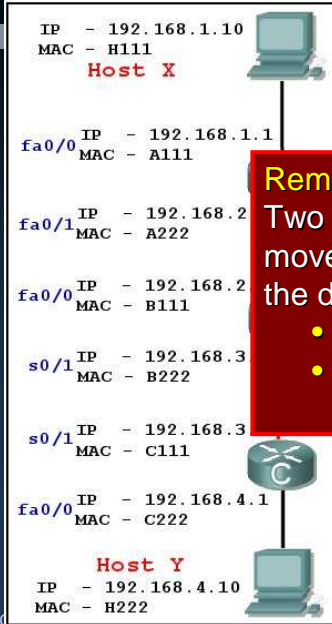 IP - 192.168.1.10
MAC - H111
Host X
fa0/0 IP - 192.168.1.1
MAC - A111
fa0/1 IP - 192.168.2
MAC - A222
fa0/0 IP - 192.168.2
MAC - B111
s0/1 IP - 192.168.3
MAC - B222
s0/1 IP - 192.168.3
MAC - C111
fa0/0 IP - 192.168.4.1
MAC - C222
Host Y
IP - 192.168.4.10
MAC - H222
Rem
Two
move
the d
C